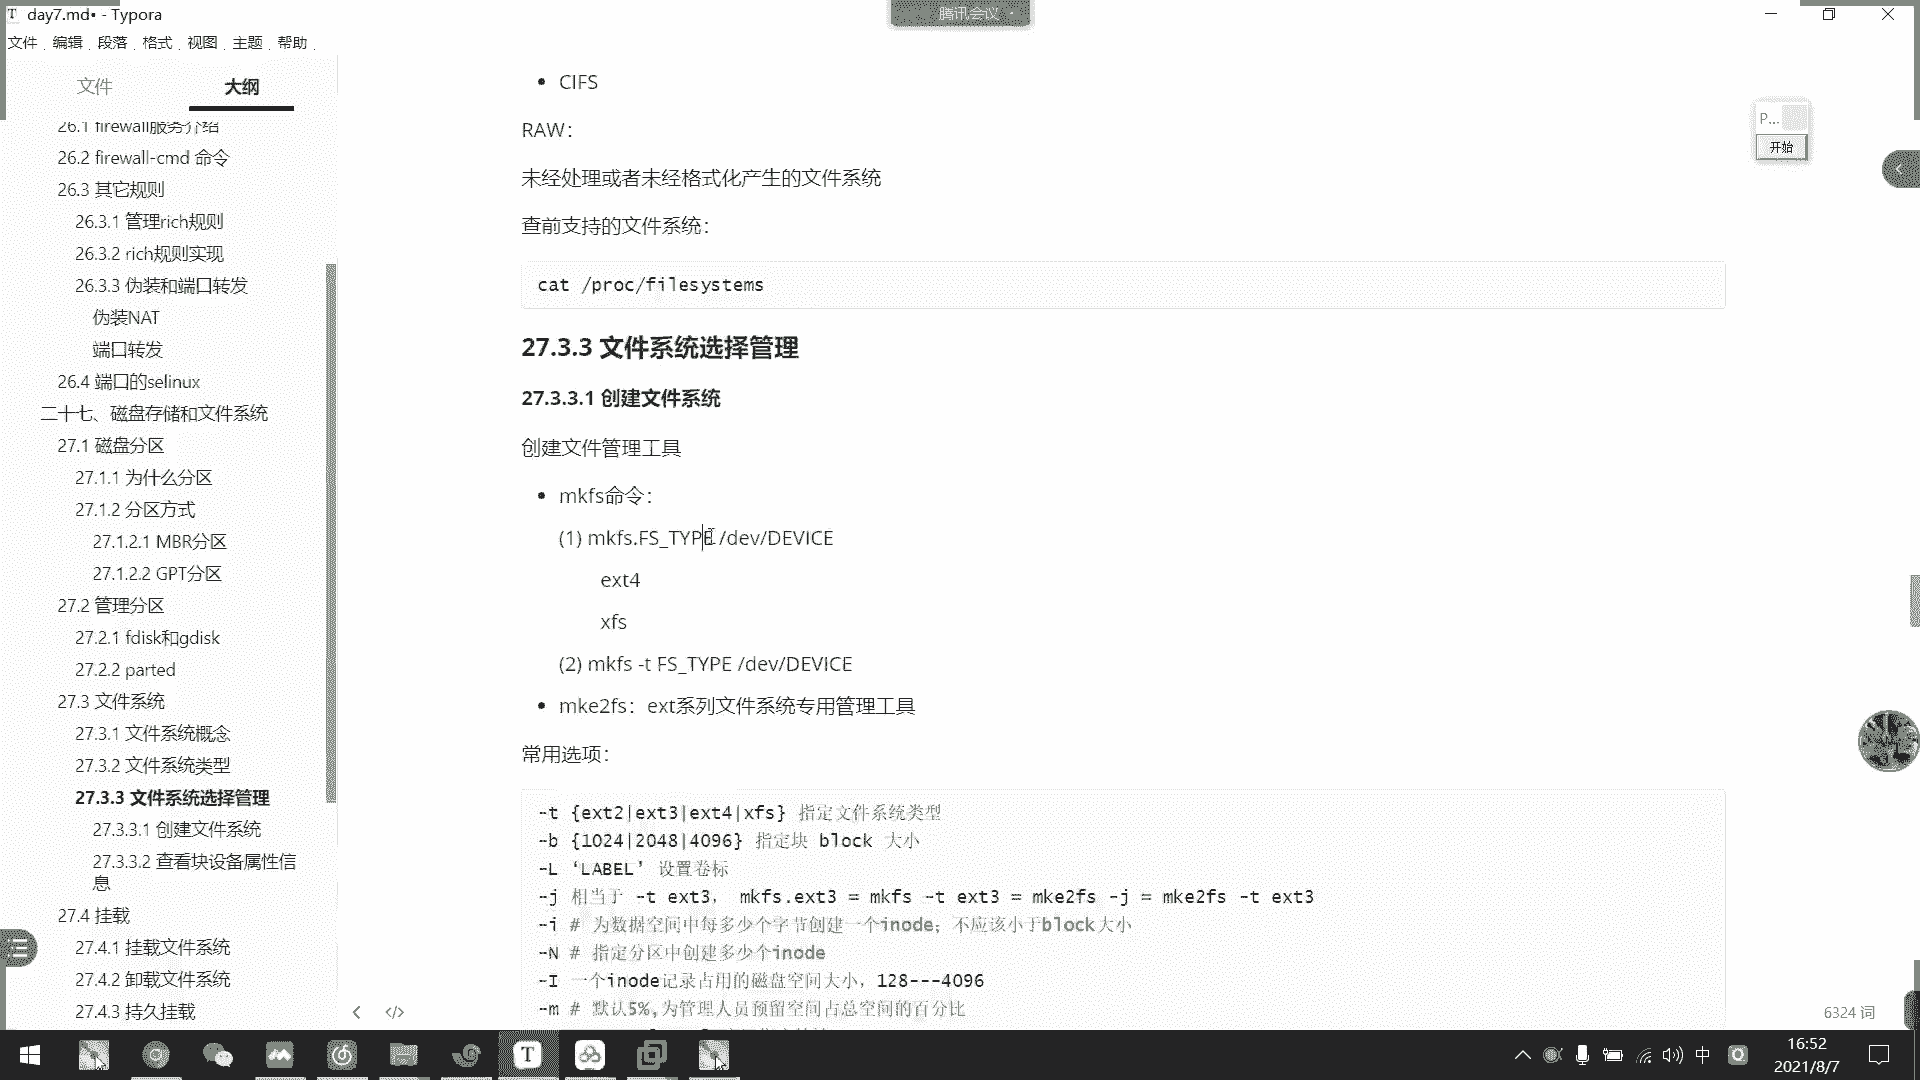 day7.md• - Typora
腾讯会议
文件 编辑 段落 格式 视图 主题 帮助
文件 大纲
26.1 firewall服务介绍
26.2 firewall-cmd 命令
26.3 其它规则
26.3.1 管理rich规则
26.3.2 rich规则实现
26.3.3 伪装和端口转发
伪装NAT
端口转发
26.4 端口的selinux
二十七、磁盘存储和文件系统
27.1 磁盘分区
27.1.1 为什么分区
27.1.2 分区方式
27.1.2.1 MBR分区
27.1.2.2 GPT分区
27.2 管理分区
27.2.1 fdisk和gdisk
27.2.2 parted
27.3 文件系统
27.3.1 文件系统概念
27.3.2 文件系统类型
27.3.3 文件系统选择管理
27.3.3.1 创建文件系统
27.3.3.2 查看块设备属性信
息
27.4 挂载
27.4.1 挂载文件系统
27.4.2 卸载文件系统
27.4.3 持久挂载
• CIFS
RAW：
未经处理或者未经格式化产生的文件系统
查前支持的文件系统：
cat /proc/filesystems
27.3.3 文件系统选择管理
27.3.3.1 创建文件系统
创建文件管理工具
• mkfs命令：
(1) mkfs.FS_TYPE /dev/DEVICE
ext4
xfs
(2) mkfs -t FS_TYPE /dev/DEVICE
• mke2fs：ext系列文件系统专用管理工具
常用选项：
-t {ext2|ext3|ext4|xfs} 指定文件系统类型
-b {1024|2048|4096} 指定块 block 大小
-L ‘LABEL’ 设置卷标
-j 相当于 -t ext3， mkfs.ext3 = mkfs -t ext3 = mke2fs -j = mke2fs -t ext3
-i # 为数据空间中每多少个字节创建一个inode；不应该小于block大小
-N # 指定分区中创建多少个inode
-I 一个inode记录占用的磁盘空间大小，128---4096
-m # 默认5%,为管理人员预留空间占总空间的百分比
P...
开始
6324 词
中
16:52
2021/8/7